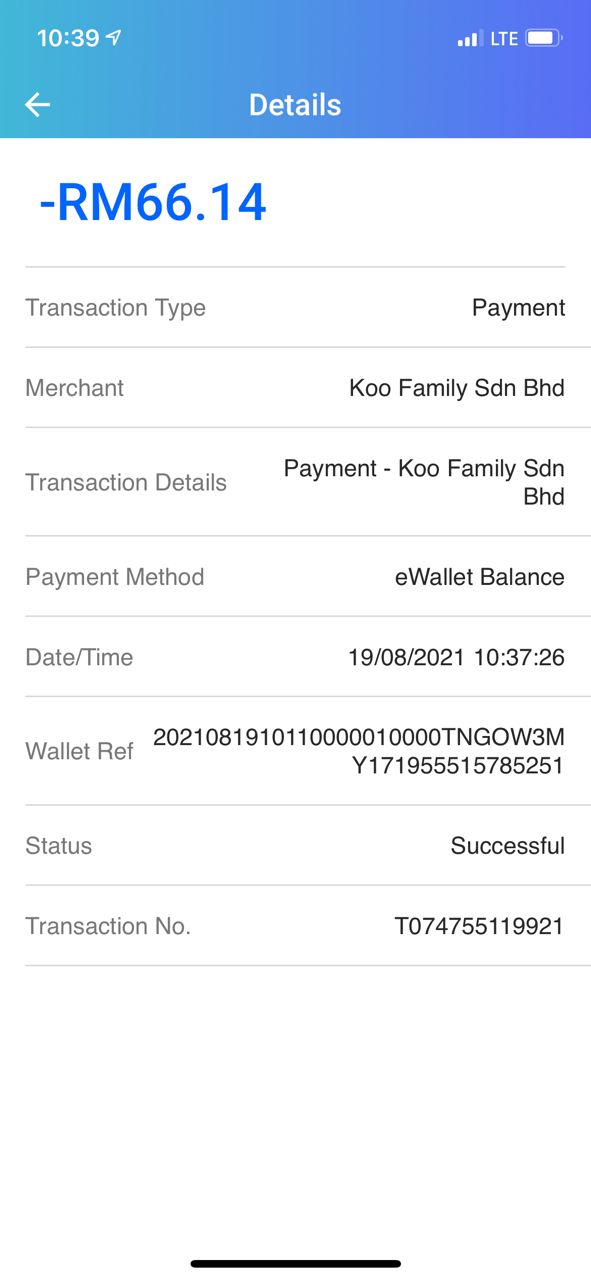 10:39 LTE
Details
-RM66.14
Transaction Type Payment
Merchant Koo Family Sdn Bhd
Transaction Details Payment - Koo Family Sdn
Bhd
Payment Method eWallet Balance
Date/Time 19/08/2021 10:37:26
Wallet Ref 20210819101100000010000TNGOW3M
Y171955515785251
Status Successful
Transaction No. T074755119921